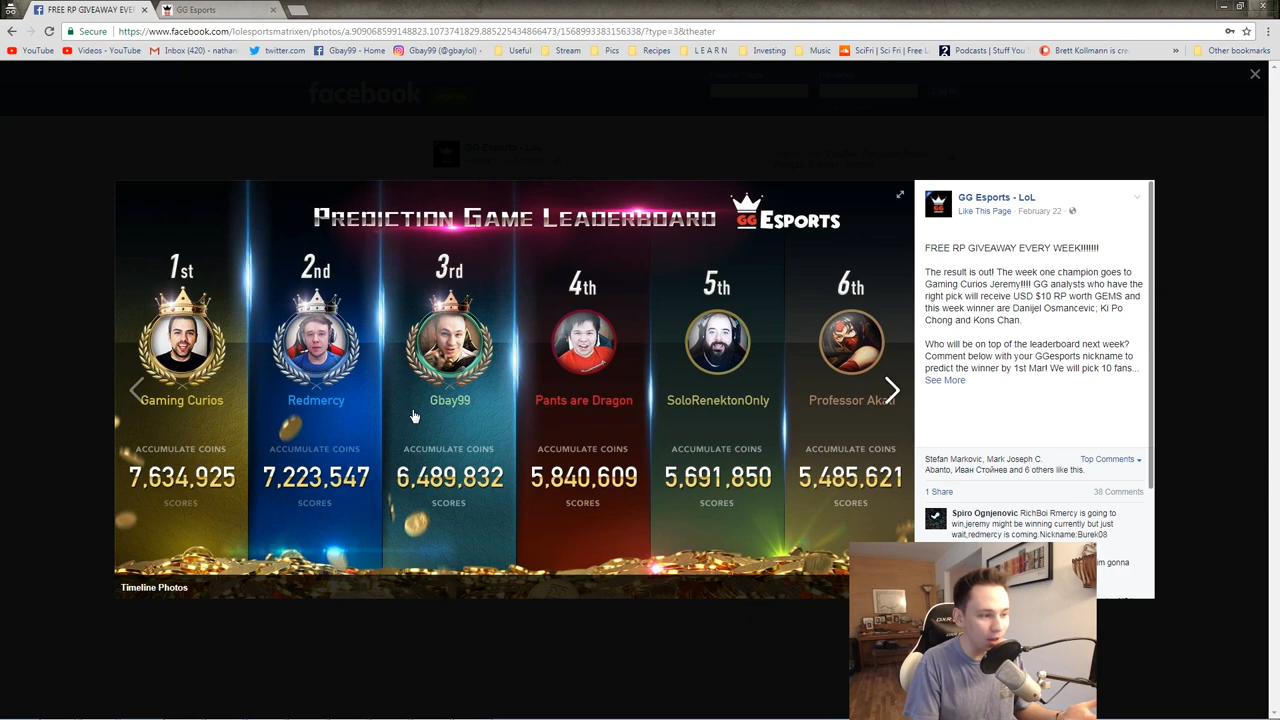 FREE RP GIVEAWAY EVE
GG Esports
Secure
https://www.facebook.com/lolesportsmatrixen/photos/a.909068599148823.1073741829.885225434866473/1568993383156338/?type=3&theater
YouTube
Videos - YouTube
Inbox (420) - nathan
twitter.com
Gbay99 - Home
Gbay99 (@gbaylol) -
Useful
Stream
Pics
Recipes
L E A R N
Investing
Music
SciFi | Sci Fi | Free L
Podcasts | Stuff You
Brett Kollmann is cre
»
Other bookmarks
facebook
GG Esports - LoL
PREDICTION GAME LEADERBOARD
GG ESPORTS
1st
2nd
3rd
4th
5th
6th
Gaming Curios
Redmercy
Gbay99
Pants are Dragon
SoloRenektonOnly
Professor Akali
ACCUMULATE COINS
ACCUMULATE COINS
ACCUMULATE COINS
ACCUMULATE COINS
ACCUMULATE COINS
ACCUMULATE COINS
7,634,925
7,223,547
6,489,832
5,840,609
5,691,850
5,485,621
SCORES
SCORES
SCORES
SCORES
SCORES
SCORES
Timeline Photos
GG Esports - LoL
Like This Page · February 22 ·
FREE RP GIVEAWAY EVERY WEEK!!!!!!!
The result is out! The week one champion goes to
Gaming Curios Jeremy!!!! GG analysts who have the
right pick will receive USD $10 RP worth GEMS and
this week winner are Danijel Osmancevic; Ki Po
Chong and Kons Chan.
Who will be on top of the leaderboard next week?
Comment below with your GGesports nickname to
predict the winner by 1st Mar! We will pick 10 fans...
See More
Stefan Markovic, Mark Joseph C.
Abanto, Иван Стойнев and 6 others like this.
Top Comments
1 Share
38 Comments
Spiro Ognjenovic RichBoi Rmercy is going to
win,jeremy might be winning currently but just
wait,redmercy is coming.Nickname:Burek08
im gonna